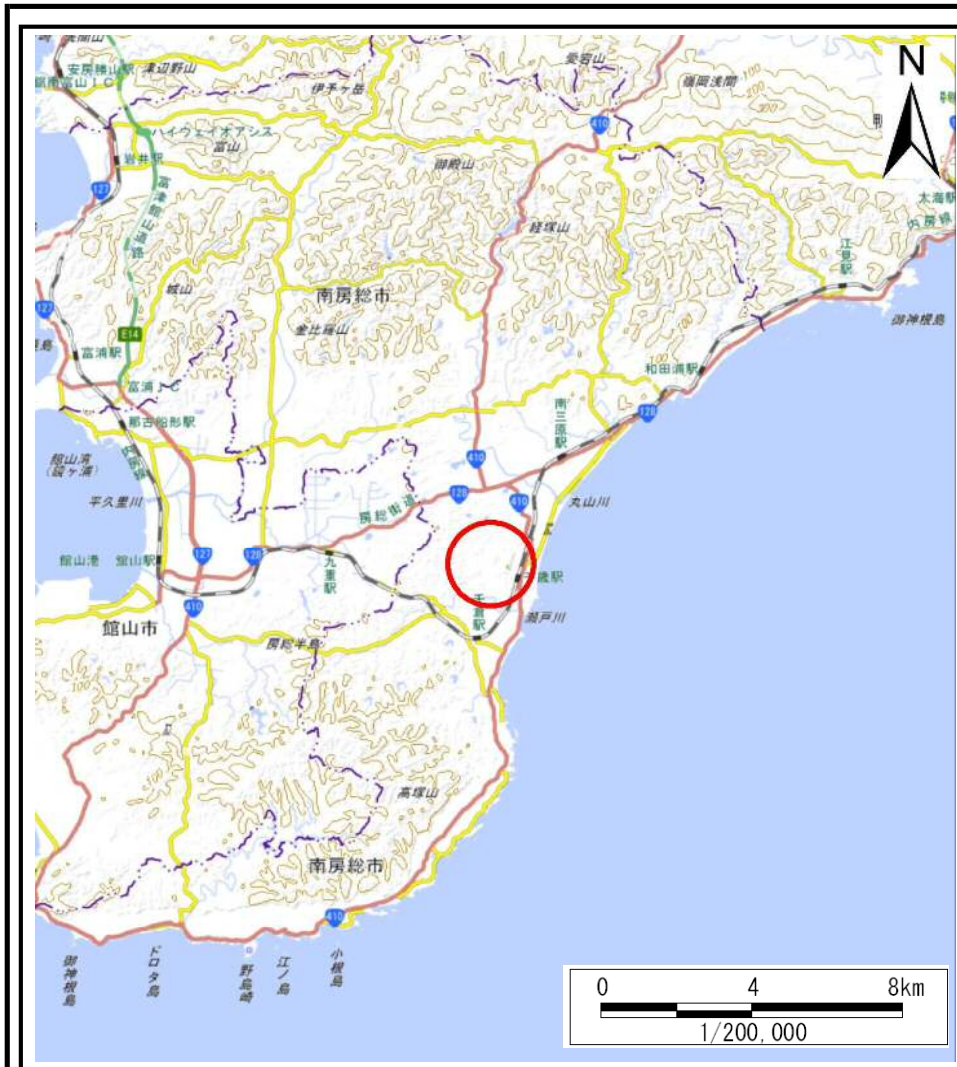 津辺野山
愛宕山
嶺岡浅間
N
安房勝山駅
伊予ヶ岳
300
410
ハイウェイオアシス
富山
岩井駅
御殿山
127
太海駅
内房線
富津館山道路
経塚山
江見駅
城山
南房総市
127
金比羅山
御神根島
E14
富浦駅
100
和田浦駅
富浦ＪＣ
128
那古船形駅
南三原駅
館山湾
(鏡ヶ浦)
410
平久里川
128
410
丸山川
房総街道
館山港
館山駅
127
128
九重駅
千歳駅
410
千倉駅
瀬戸川
館山市
房総半島
高塚山
南房総市
410
御神根島
ドロタ島
野島崎
江ノ島
小根島
0 4 8km
1/200,000